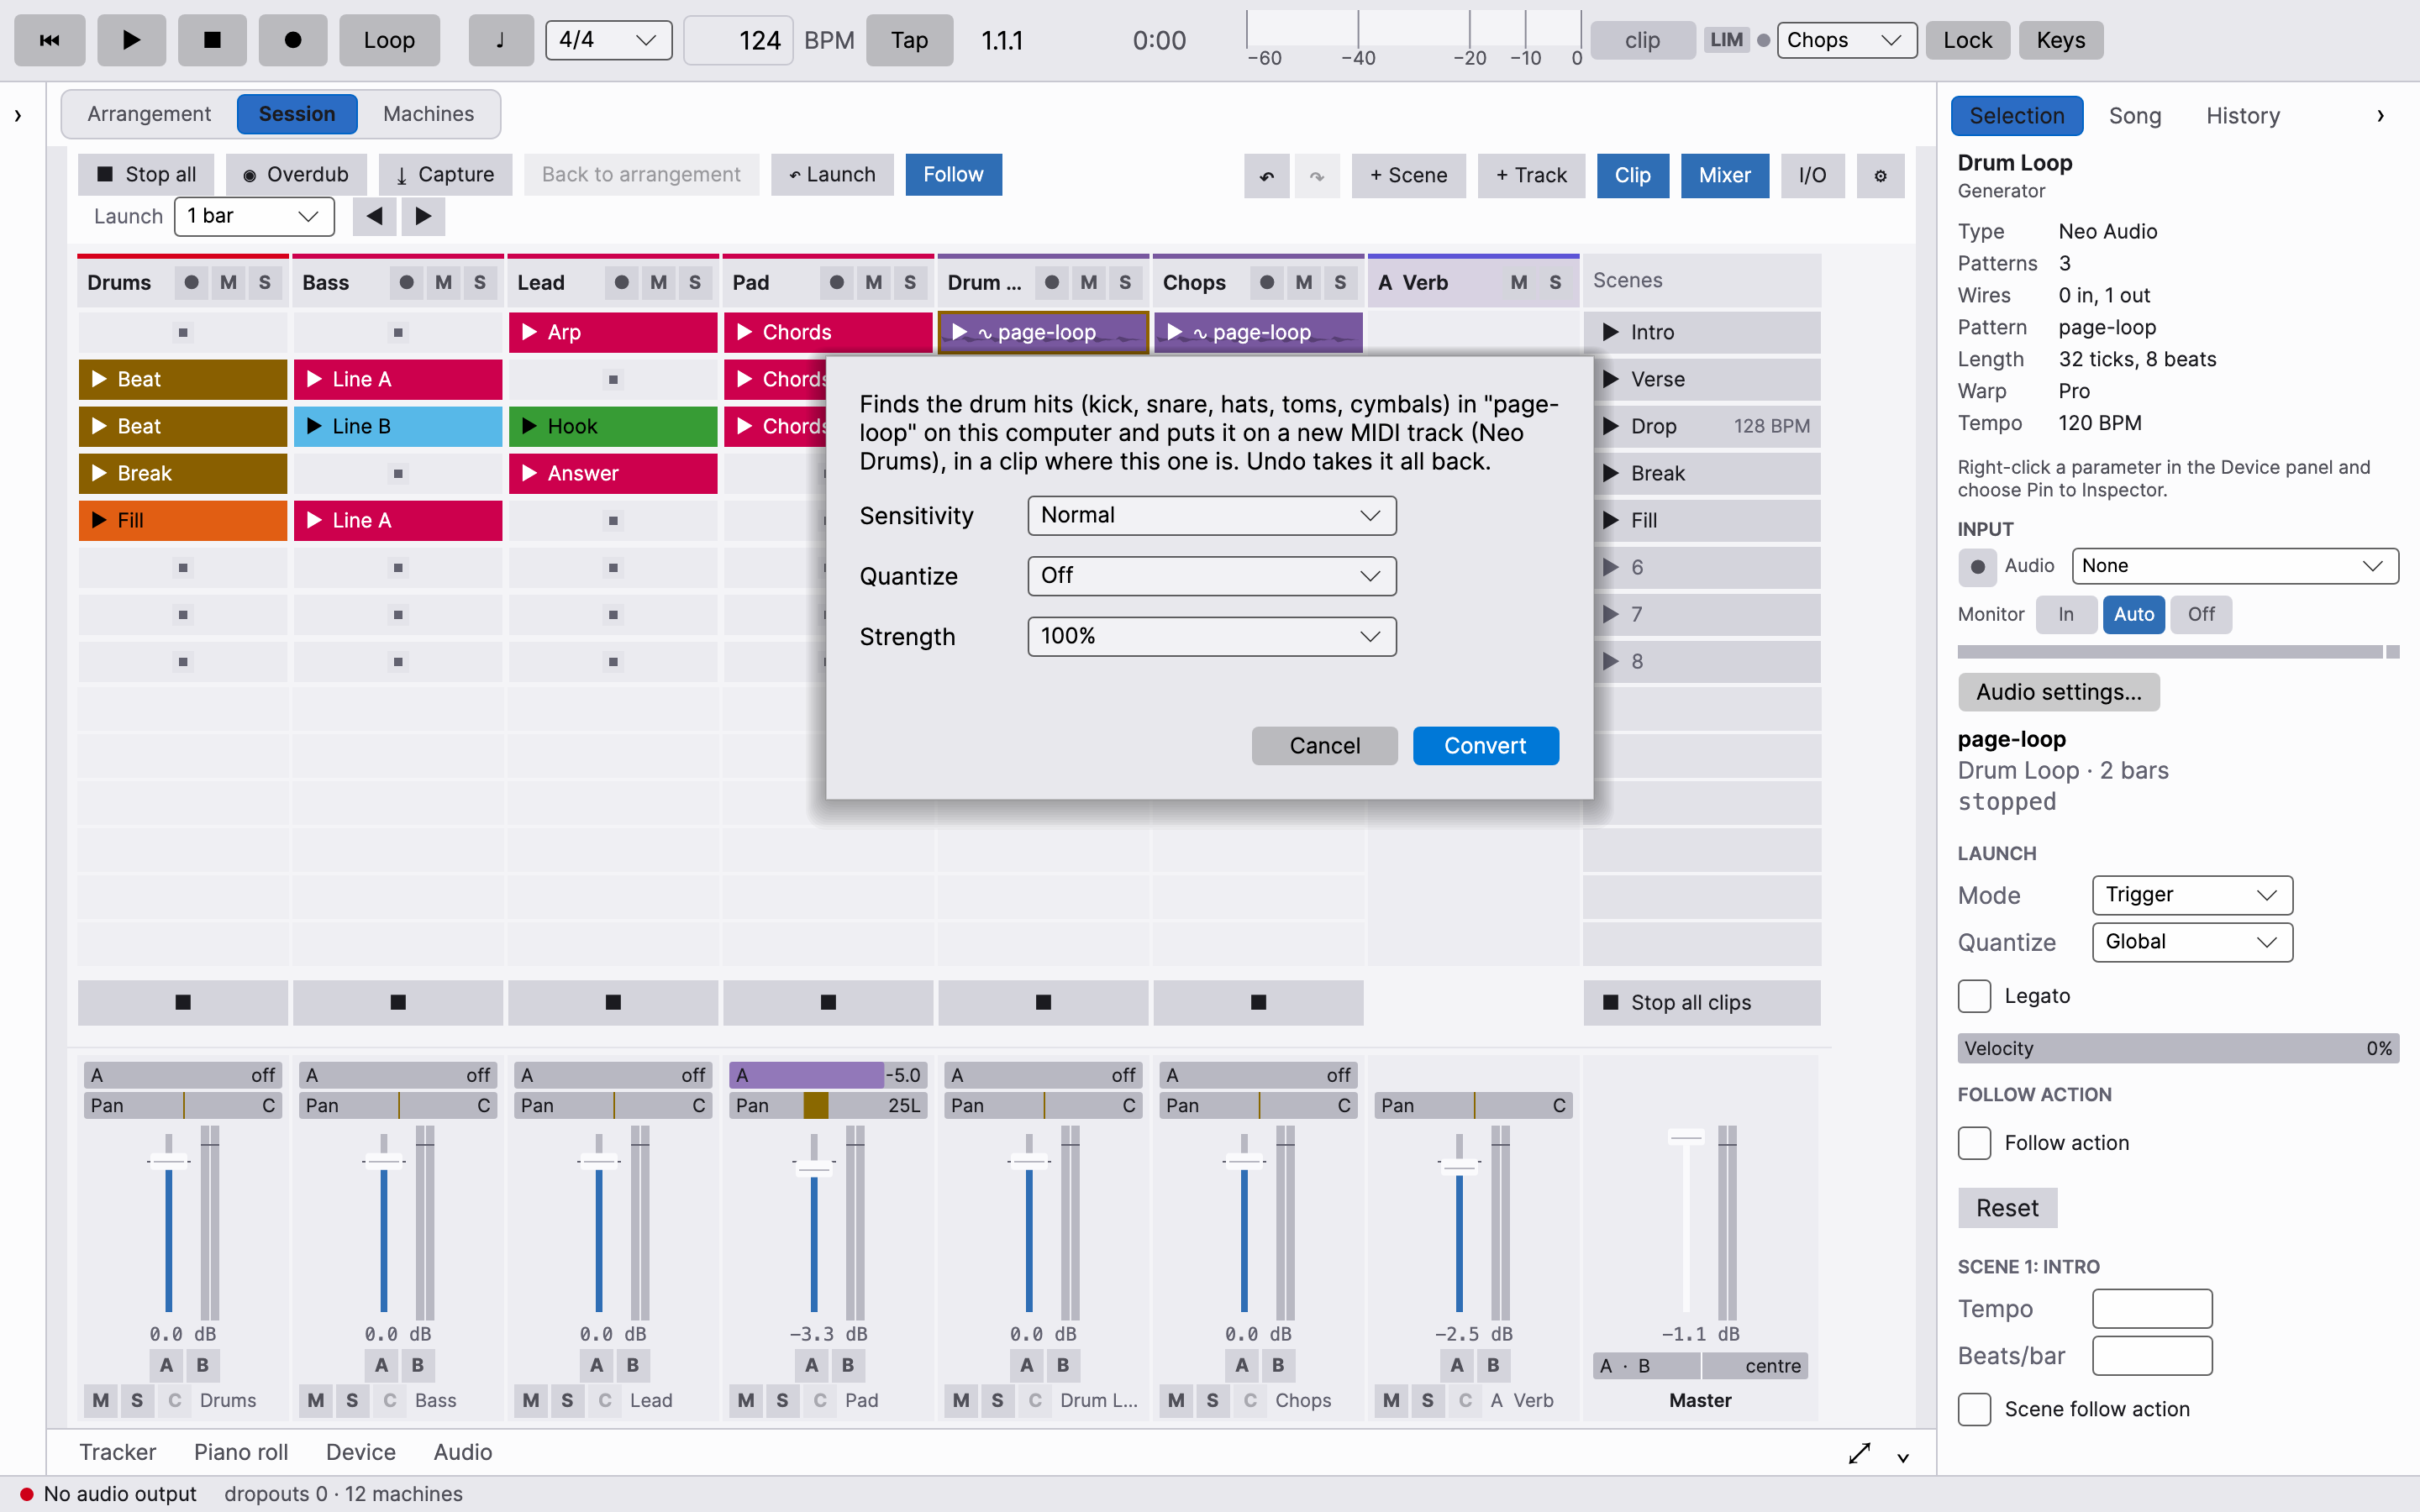 Loop 4/4 124 BPM Tap 1.1.1 0:00 −60 −40 −20 −10 0 clip LIM Chops Lock Keys
Arrangement Session Machines
Stop all Overdub Capture Back to arrangement Launch Follow + Scene + Track Clip Mixer I/O
Launch 1 bar
Drums M S Bass M S Lead M S Pad M S Drum ... M S Chops M S A Verb M S Scenes
Arp Chords page-loop page-loop Intro
Beat Line A Chords Verse
Beat Line B Hook Chords Drop 128 BPM
Break Answer Break
Fill Line A Fill
6
7
8
Finds the drum hits (kick, snare, hats, toms, cymbals) in "page-
loop" on this computer and puts it on a new MIDI track (Neo
Drums), in a clip where this one is. Undo takes it all back.
Sensitivity Normal
Quantize Off
Strength 100%
Cancel Convert
Stop all clips
A off A off A off A -5.0 A off A off
Pan C Pan C Pan C Pan 25L Pan C Pan C Pan C
0.0 dB 0.0 dB 0.0 dB −3.3 dB 0.0 dB 0.0 dB −2.5 dB −1.1 dB
A B A B A B A B A B A B A B A · B centre
M S C Drums M S C Bass M S C Lead M S C Pad M S C Drum L... M S C Chops M S C A Verb Master
Tracker Piano roll Device Audio
No audio output dropouts 0 · 12 machines
Selection Song History
Drum Loop
Generator
Type Neo Audio
Patterns 3
Wires 0 in, 1 out
Pattern page-loop
Length 32 ticks, 8 beats
Warp Pro
Tempo 120 BPM
Right-click a parameter in the Device panel and
choose Pin to Inspector.
INPUT
Audio None
Monitor In Auto Off
Audio settings...
page-loop
Drum Loop · 2 bars
stopped
LAUNCH
Mode Trigger
Quantize Global
Legato
Velocity 0%
FOLLOW ACTION
Follow action
Reset
SCENE 1: INTRO
Tempo
Beats/bar
Scene follow action